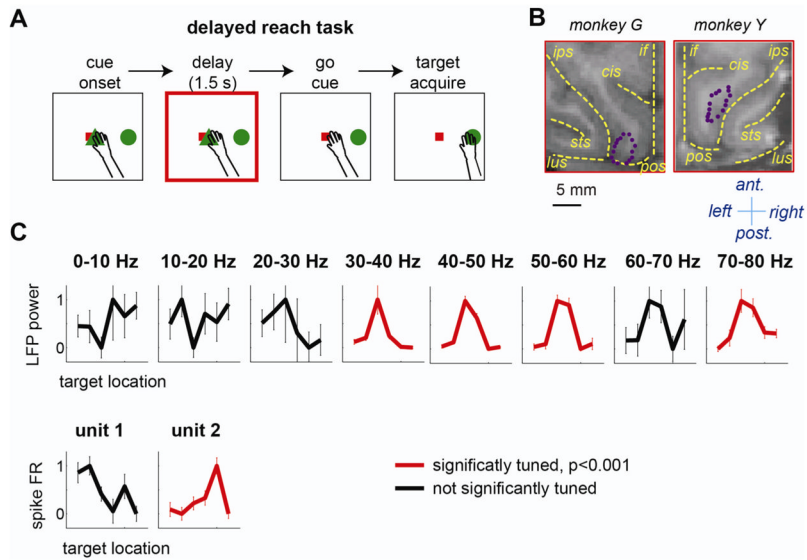 A
delayed reach task
cue onset
delay (1.5 s)
go cue
target acquire
B
monkey G
monkey Y
ips
if
cis
sts
lus
pos
if
ips
cis
sts
pos
lus
5 mm
ant.
left
right
post.
C
0-10 Hz
10-20 Hz
20-30 Hz
30-40 Hz
40-50 Hz
50-60 Hz
60-70 Hz
70-80 Hz
LFP power
1
0
target location
unit 1
unit 2
spike FR
1
0
target location
significatly tuned, p<0.001
not significantly tuned